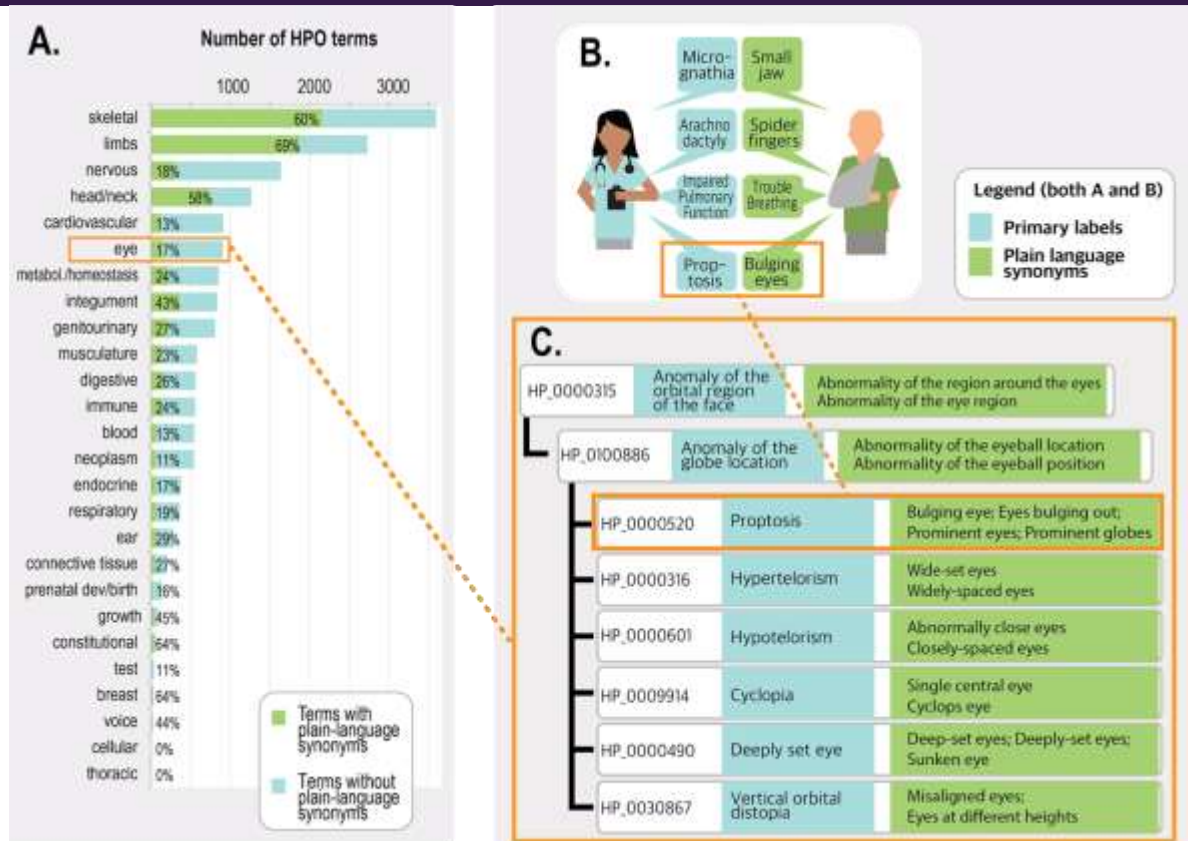 A.
Number of HPO terms
1000 2000 3000
skeletal 60%
limbs 69%
nervous 18%
head/neck 58%
cardiovascular 13%
eye 17%
metabol./homeostasis 24%
integument 43%
genitourinary 27%
musculature 23%
digestive 26%
immune 24%
blood 13%
neoplasm 11%
endocrine 17%
respiratory 19%
ear 29%
connective tissue 27%
prenatal dev/birth 16%
growth 45%
constitutional 64%
test 11%
breast 64%
voice 44%
cellular 0%
thoracic 0%
Terms with
plain-language
synonyms
Terms without
plain-language
synonyms
B.
Micro-
gnathia
Small
jaw
Arachno
dactyly
Spider
fingers
Impaired
Pulmonary
Function
Trouble
Breathing
Prop-
tosis
Bulging
eyes
Legend (both A and B)
Primary labels
Plain language
synonyms
C.
HP_0000315
Anomaly of the
orbital region
of the face
Abnormality of the region around the eyes
Abnormality of the eye region
HP_0100886
Anomaly of the
globe location
Abnormality of the eyeball location
Abnormality of the eyeball position
HP_0000520
Proptosis
Bulging eye; Eyes bulging out;
Prominent eyes; Prominent globes
HP_0000316
Hypertelorism
Wide-set eyes
Widely-spaced eyes
HP_0000601
Hypotelorism
Abnormally close eyes
Closely-spaced eyes
HP_0009914
Cyclopia
Single central eye
Cyclops eye
HP_0000490
Deeply set eye
Deep-set eyes; Deeply-set eyes;
Sunken eye
HP_0030867
Vertical orbital
distopia
Misaligned eyes;
Eyes at different heights